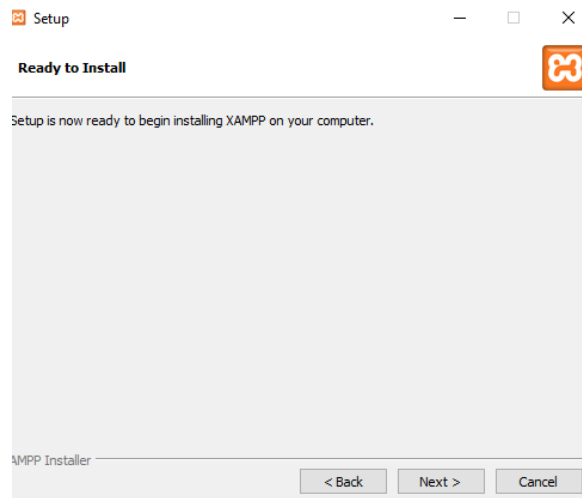 Setup
Ready to Install
Setup is now ready to begin installing XAMPP on your computer.
AMPP Installer
< Back
Next >
Cancel